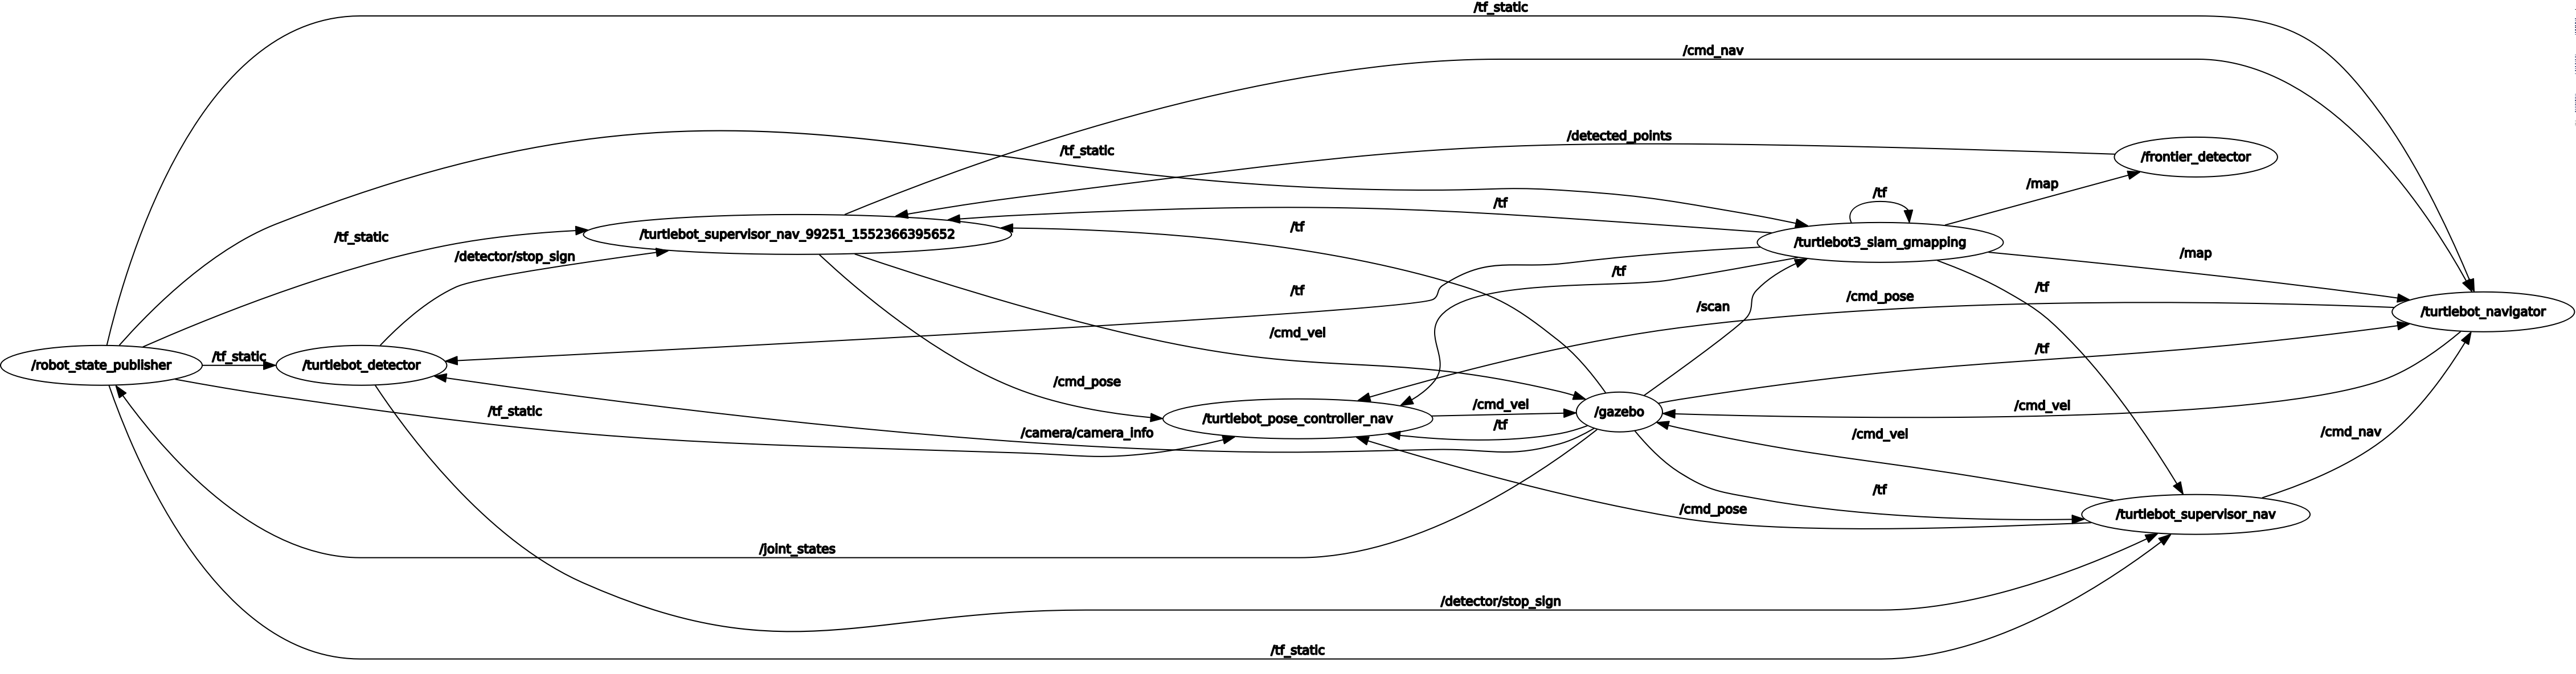 /tf_static
/cmd_nav
/detected_points
/tf_static
/frontier_detector
/map
/tf
/tf
/tf
/tf_static
/turtlebot_supervisor_nav_99251_1552366395652
/turtlebot3_slam_gmapping
/detector/stop_sign
/map
/tf
/tf
/tf
/cmd_pose
/scan
/turtlebot_navigator
/cmd_vel
/tf
/tf_static
/robot_state_publisher
/turtlebot_detector
/cmd_pose
/cmd_vel
/cmd_vel
/tf_static
/turtlebot_pose_controller_nav
/gazebo
/tf
/camera/camera_info
/cmd_vel
/cmd_nav
/tf
/cmd_pose
/turtlebot_supervisor_nav
/joint_states
/detector/stop_sign
/tf_static